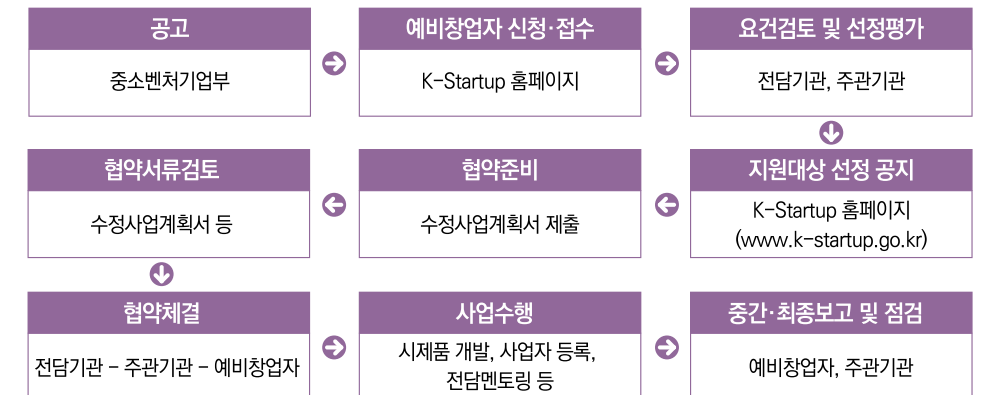 공고
중소벤처기업부
예비창업자 신청·접수
K-Startup 홈페이지
요건검토 및 선정평가
전담기관, 주관기관
지원대상 선정 공지
K-Startup 홈페이지
(www.k-startup.go.kr)
협약준비
수정사업계획서 제출
협약서류검토
수정사업계획서 등
협약체결
전담기관 - 주관기관 - 예비창업자
사업수행
시제품 개발, 사업자 등록,
전담멘토링 등
중간·최종보고 및 점검
예비창업자, 주관기관